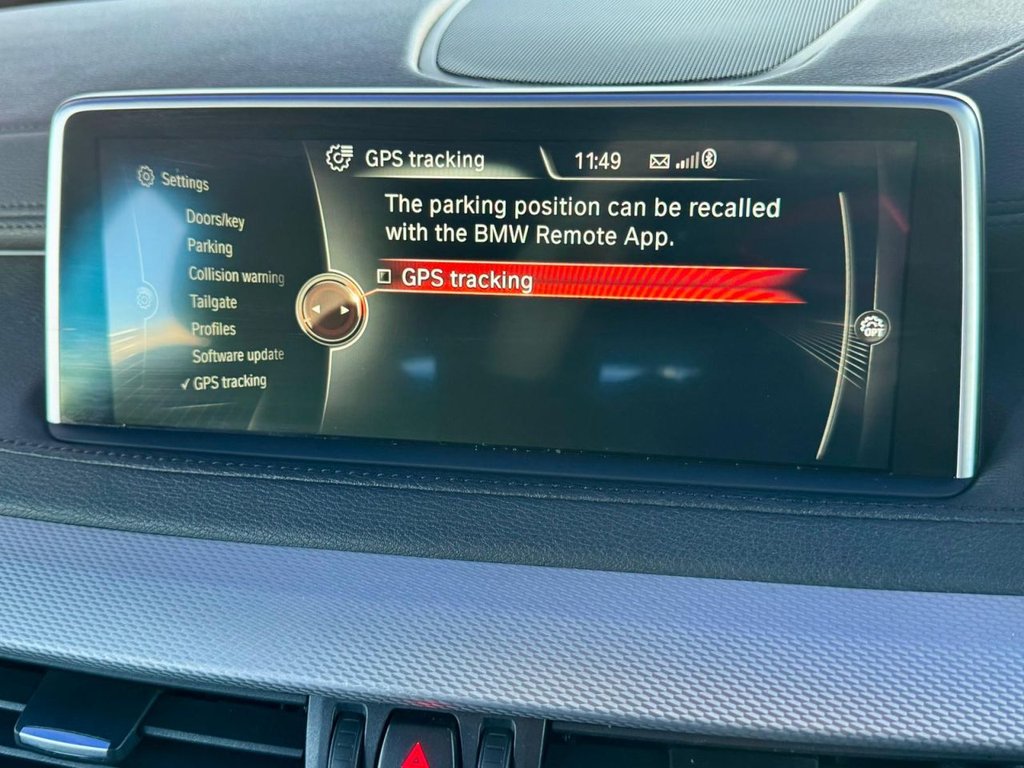 Settings
Doors/key
Parking
Collision warning
Tailgate
Profiles
Software update
✓ GPS tracking
GPS tracking
11:49
The parking position can be recalled
with the BMW Remote App.
GPS tracking
OPT